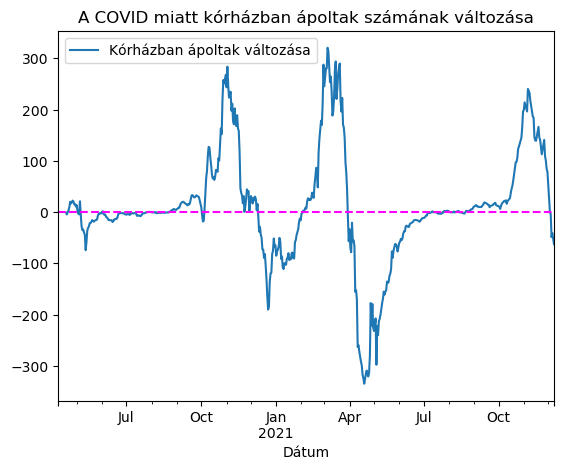 A COVID miatt kórházban ápoltak számának változása
Kórházban ápoltak változása
300
200
100
0
−100
−200
−300
Jul Oct Jan Apr Jul Oct
2021
Dátum